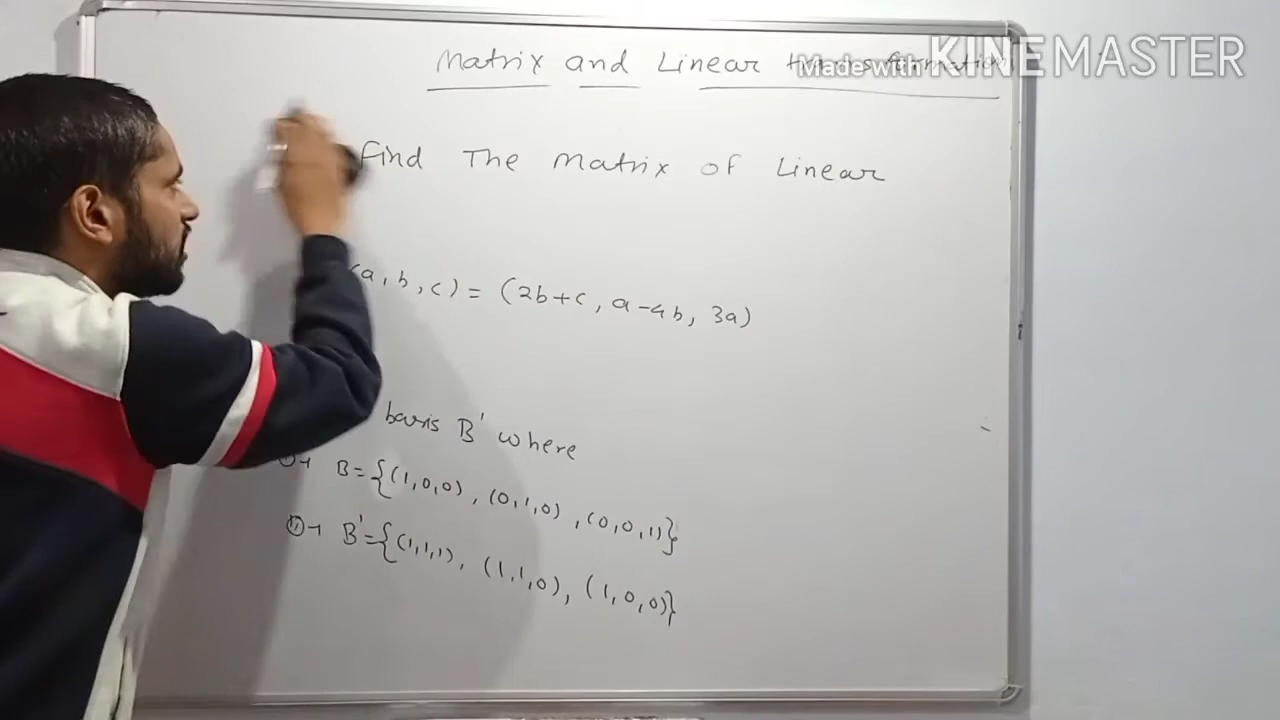 Matrix and Linear
Made with KINEMASTER
Find The Matrix of Linear
(a, b, c) = (2b+c, a-4b, 3a)
basis B' where
B={(1,0,0), (0,1,0), (0,0,1)}
(ii)→ B'={(1,1,1), (1,1,0), (1,0,0)}